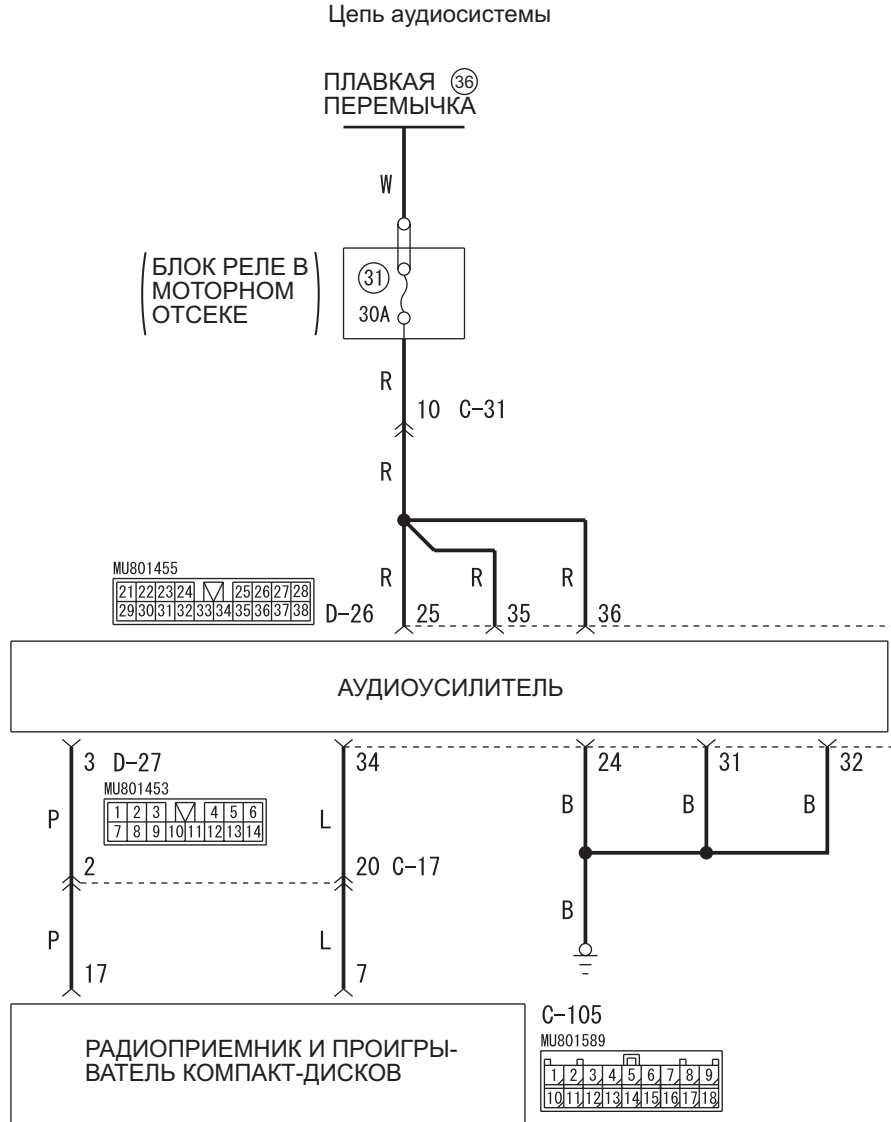 Цепь аудиосистемы
ПЛАВКАЯ 36
ПЕРЕМЫЧКА
W
БЛОК РЕЛЕ В
МОТОРНОМ
ОТСЕКЕ
31
30A
R
10 C-31
R
MU801455
21 22 23 24 25 26 27 28
29 30 31 32 33 34 35 36 37 38
R R R
D-26 25 35 36
АУДИОУСИЛИТЕЛЬ
3 D-27 34 24 31 32
MU801453
1 2 3 4 5 6
7 8 9 10 11 12 13 14
P L B B B
2 20 C-17
P L B
17 7
C-105
MU801589
1 2 3 4 5 6 7 8 9
10 11 12 13 14 15 16 17 18
РАДИОПРИЕМНИК И ПРОИГРЫ-
ВАТЕЛЬ КОМПАКТ-ДИСКОВ